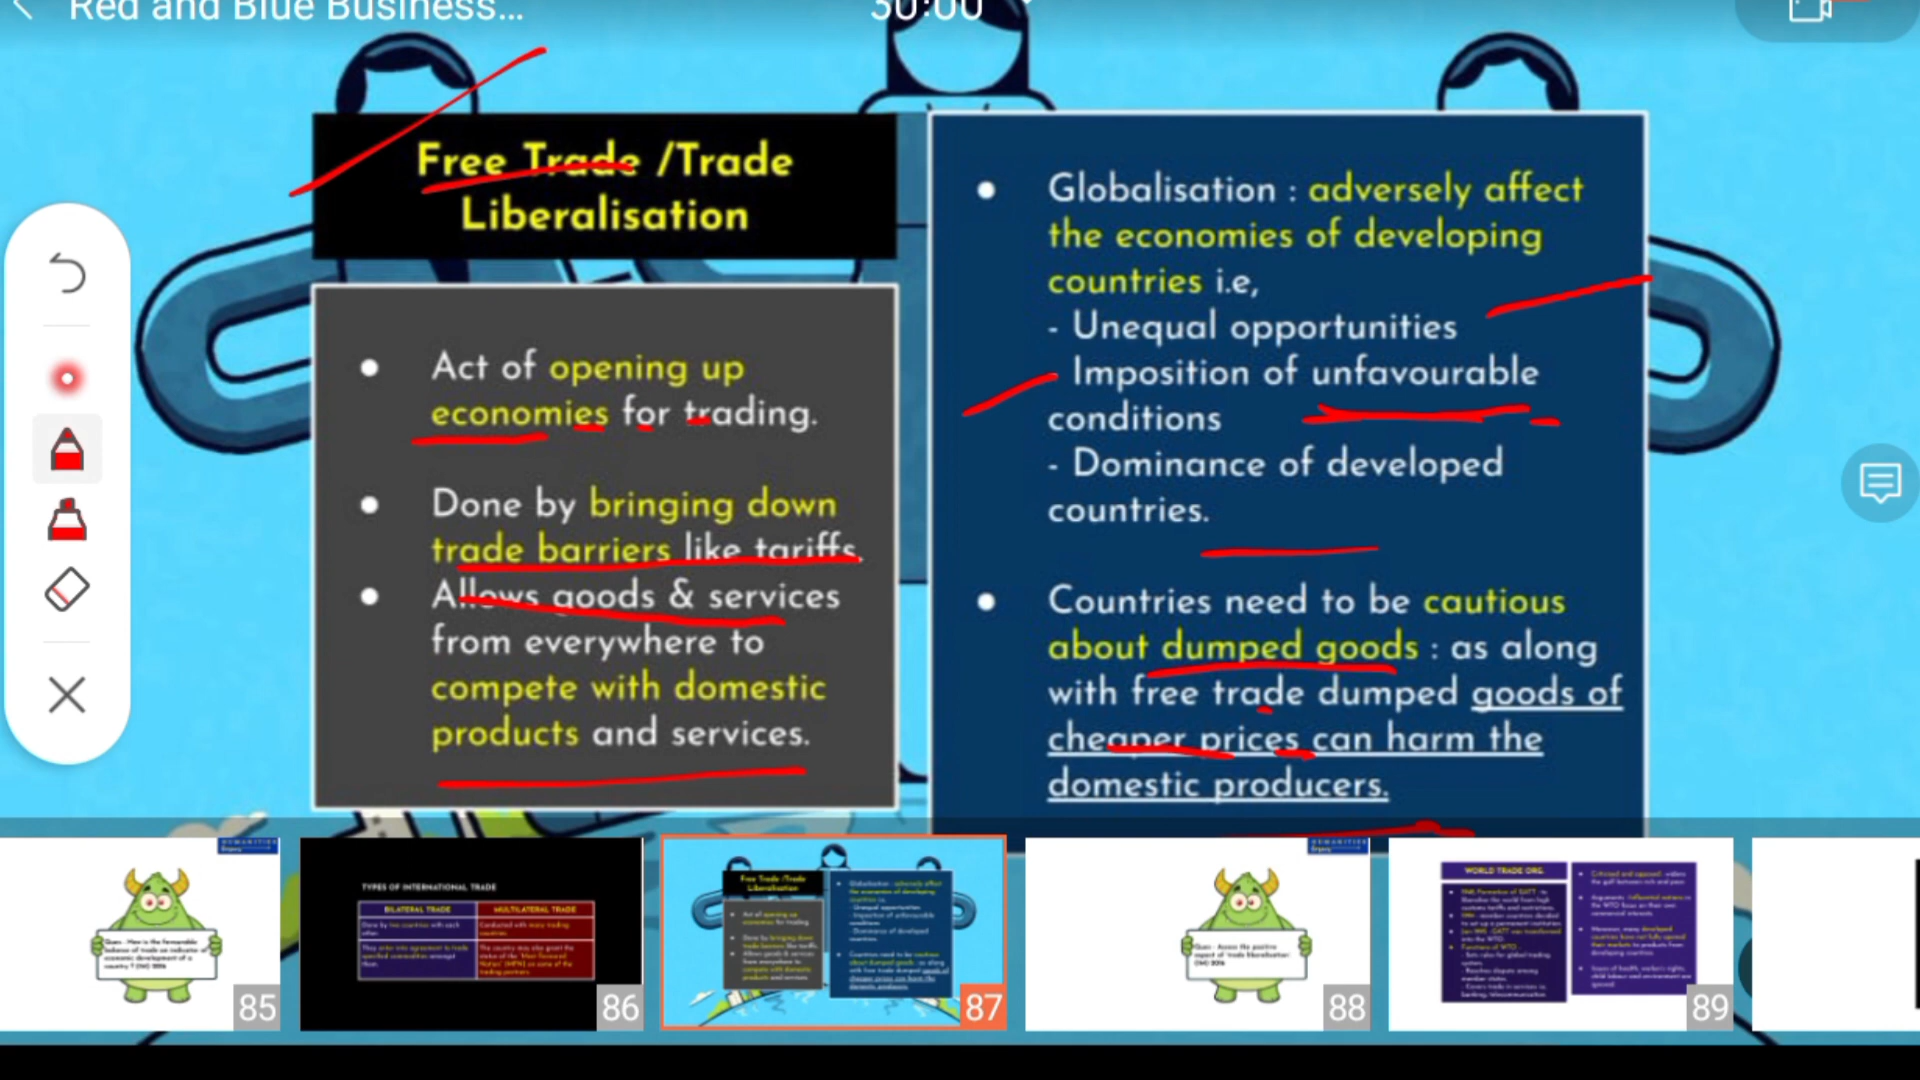 Red and Blue Business...
30:00
Free Trade /Trade
Liberalisation
Act of opening up
economies for trading.
Done by bringing down
trade barriers like tariffs.
Allows goods & services
from everywhere to
compete with domestic
products and services.
Globalisation : adversely affect
the economies of developing
countries i.e,
- Unequal opportunities
- Imposition of unfavourable
conditions
- Dominance of developed
countries.
Countries need to be cautious
about dumped goods : as along
with free trade dumped goods of
cheaper prices can harm the
domestic producers.
85
TYPES OF INTERNATIONAL TRADE
BILATERAL TRADE
MULTILATERAL TRADE
86
Free Trade /Trade
Liberalisation
87
88
WORLD TRADE ORG.
89